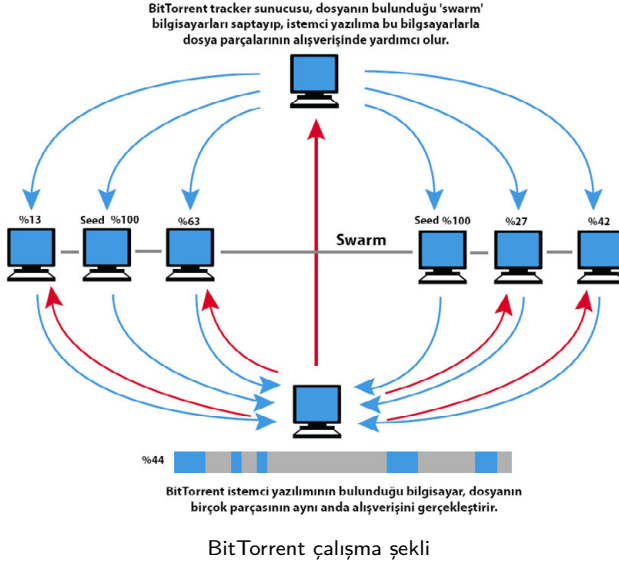 BitTorrent tracker sunucusu, dosyanın bulunduğu 'swarm'
bilgisayarları saptayıp, istemci yazılıma bu bilgsayarlarla
dosya parçalarının alışverişinde yardımcı olur.
%13
Seed %100
%63
Seed %100
%27
%42
Swarm
%44
BitTorrent istemci yazılımının bulunduğu bilgisayar, dosyanın
birçok parçasının aynı anda alışverişini gerçekleştirir.
BitTorrent çalışma şekli